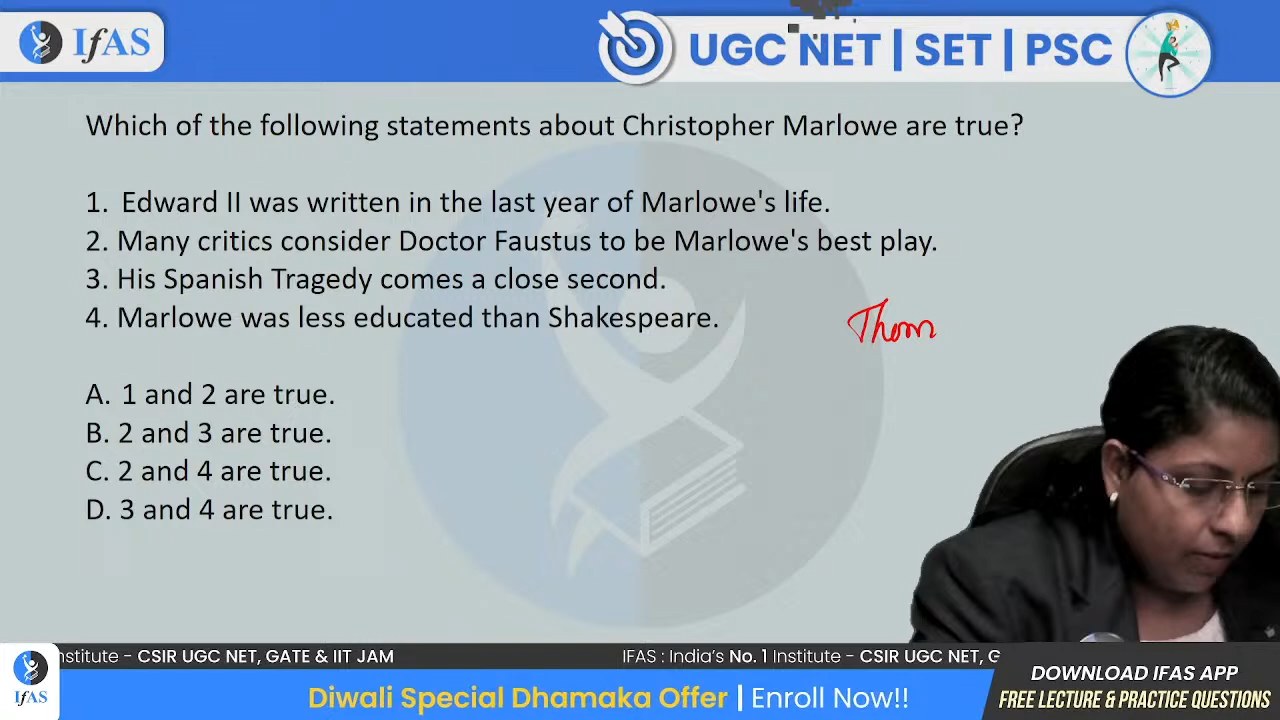 IfAS
UGC NET | SET | PSC
Which of the following statements about Christopher Marlowe are true?
1. Edward II was written in the last year of Marlowe's life.
2. Many critics consider Doctor Faustus to be Marlowe's best play.
3. His Spanish Tragedy comes a close second.
4. Marlowe was less educated than Shakespeare.
Thom
A. 1 and 2 are true.
B. 2 and 3 are true.
C. 2 and 4 are true.
D. 3 and 4 are true.
nstitute - CSIR UGC NET, GATE & IIT JAM
IFAS : India's No. 1 Institute - CSIR UGC NET, G
IfAS
Diwali Special Dhamaka Offer | Enroll Now!!
DOWNLOAD IFAS APP
FREE LECTURE & PRACTICE QUESTIONS